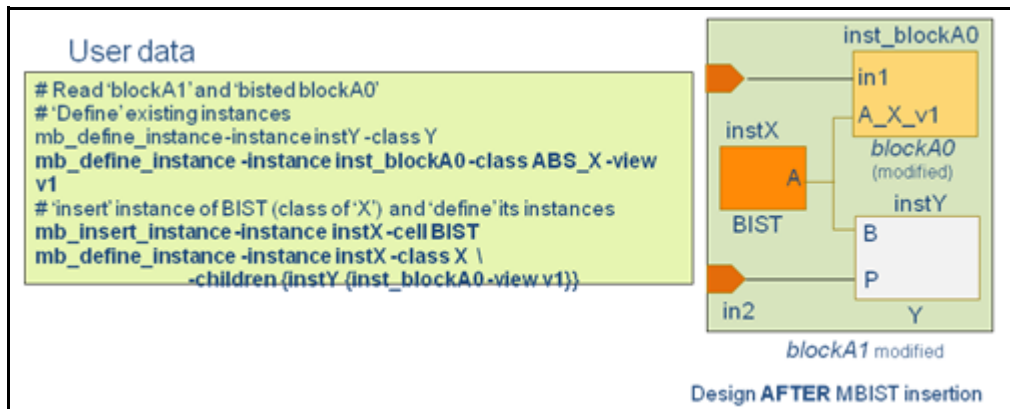 User data
# Read 'blockA1' and 'bisted blockA0'
# 'Define' existing instances
mb_define_instance -instance instY -class Y
mb_define_instance -instance inst_blockA0 -class ABS_X -view
v1
# 'insert' instance of BIST (class of 'X') and 'define' its instances
mb_insert_instance -instance instX -cell BIST
mb_define_instance -instance instX -class X \
-children {instY {inst_blockA0 -view v1}}
inst_blockA0
in1
A_X_v1
blockA0
(modified)
instX
A
BIST
instY
B
P
Y
in2
blockA1 modified
Design AFTER MBIST insertion